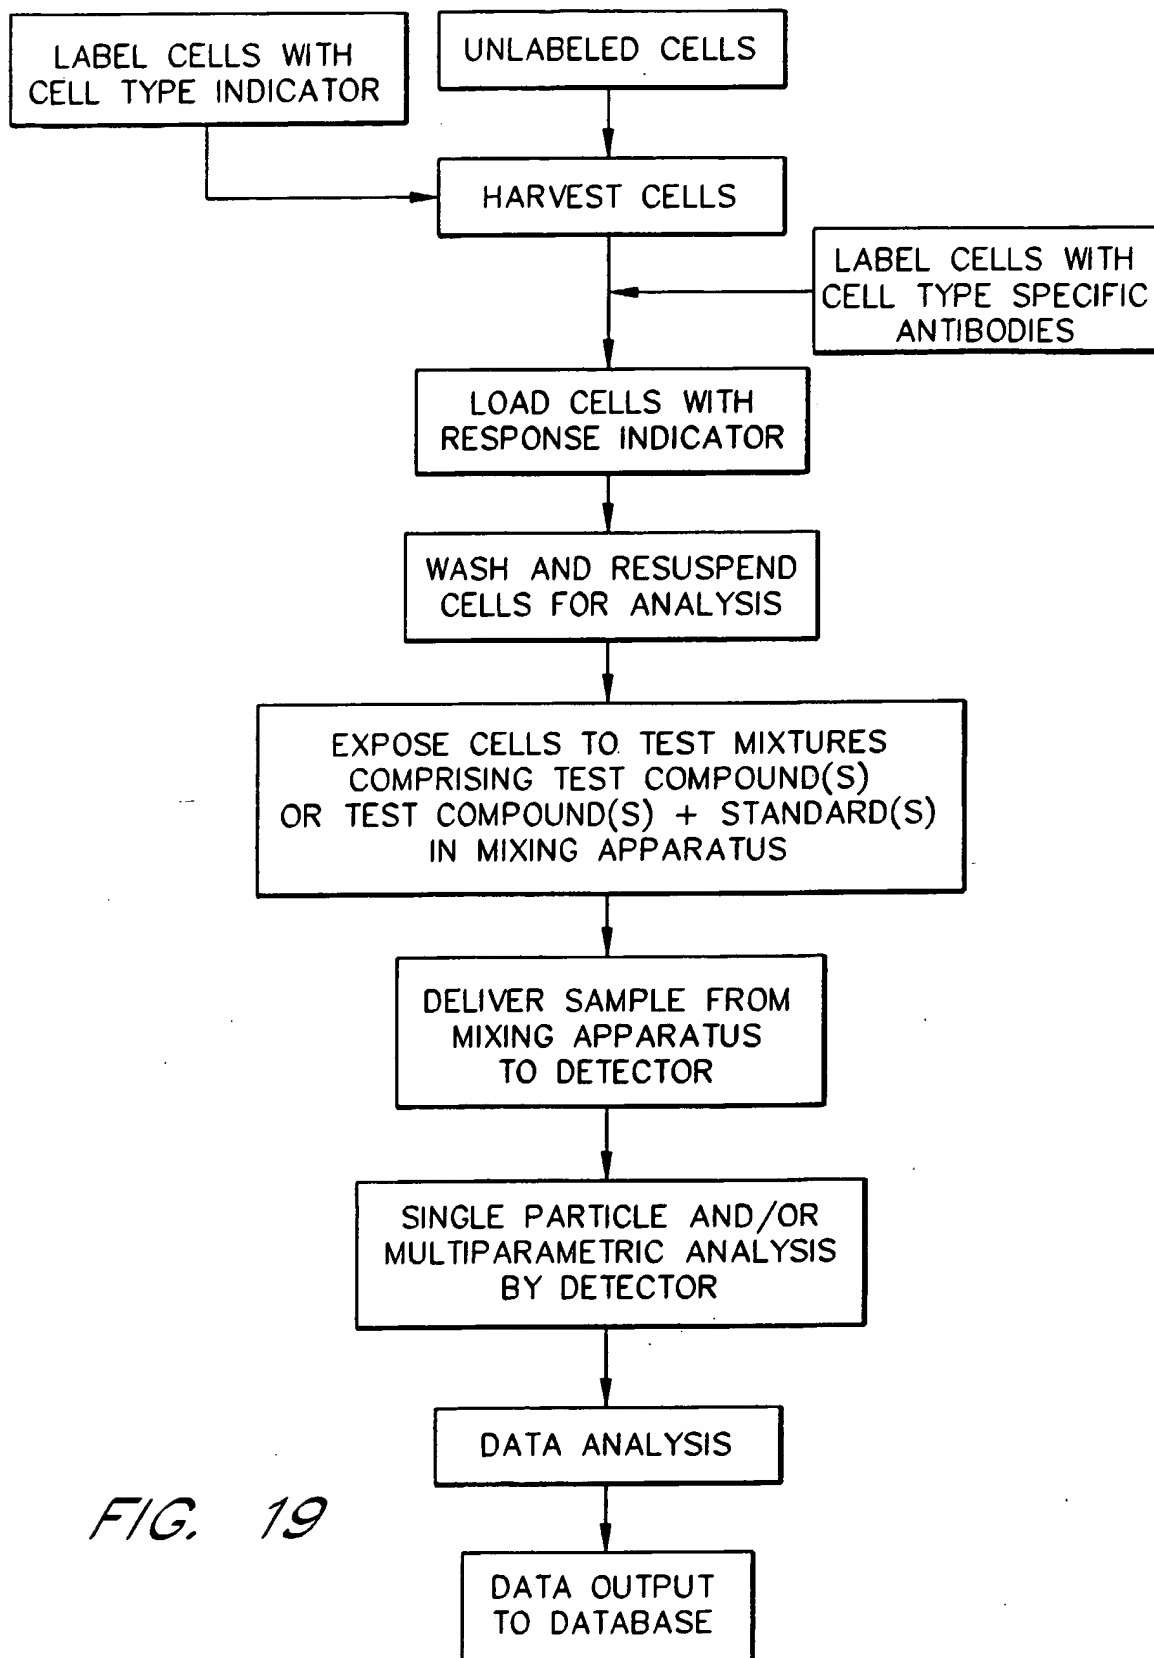 LABEL CELLS WITH
CELL TYPE INDICATOR
UNLABELED CELLS
HARVEST CELLS
LABEL CELLS WITH
CELL TYPE SPECIFIC
ANTIBODIES
LOAD CELLS WITH
RESPONSE INDICATOR
WASH AND RESUSPEND
CELLS FOR ANALYSIS
EXPOSE CELLS TO TEST MIXTURES
COMPRISING TEST COMPOUND(S)
OR TEST COMPOUND(S) + STANDARD(S)
IN MIXING APPARATUS
DELIVER SAMPLE FROM
MIXING APPARATUS
TO DETECTOR
SINGLE PARTICLE AND/OR
MULTIPARAMETRIC ANALYSIS
BY DETECTOR
DATA ANALYSIS
FIG. 19
DATA OUTPUT
TO DATABASE